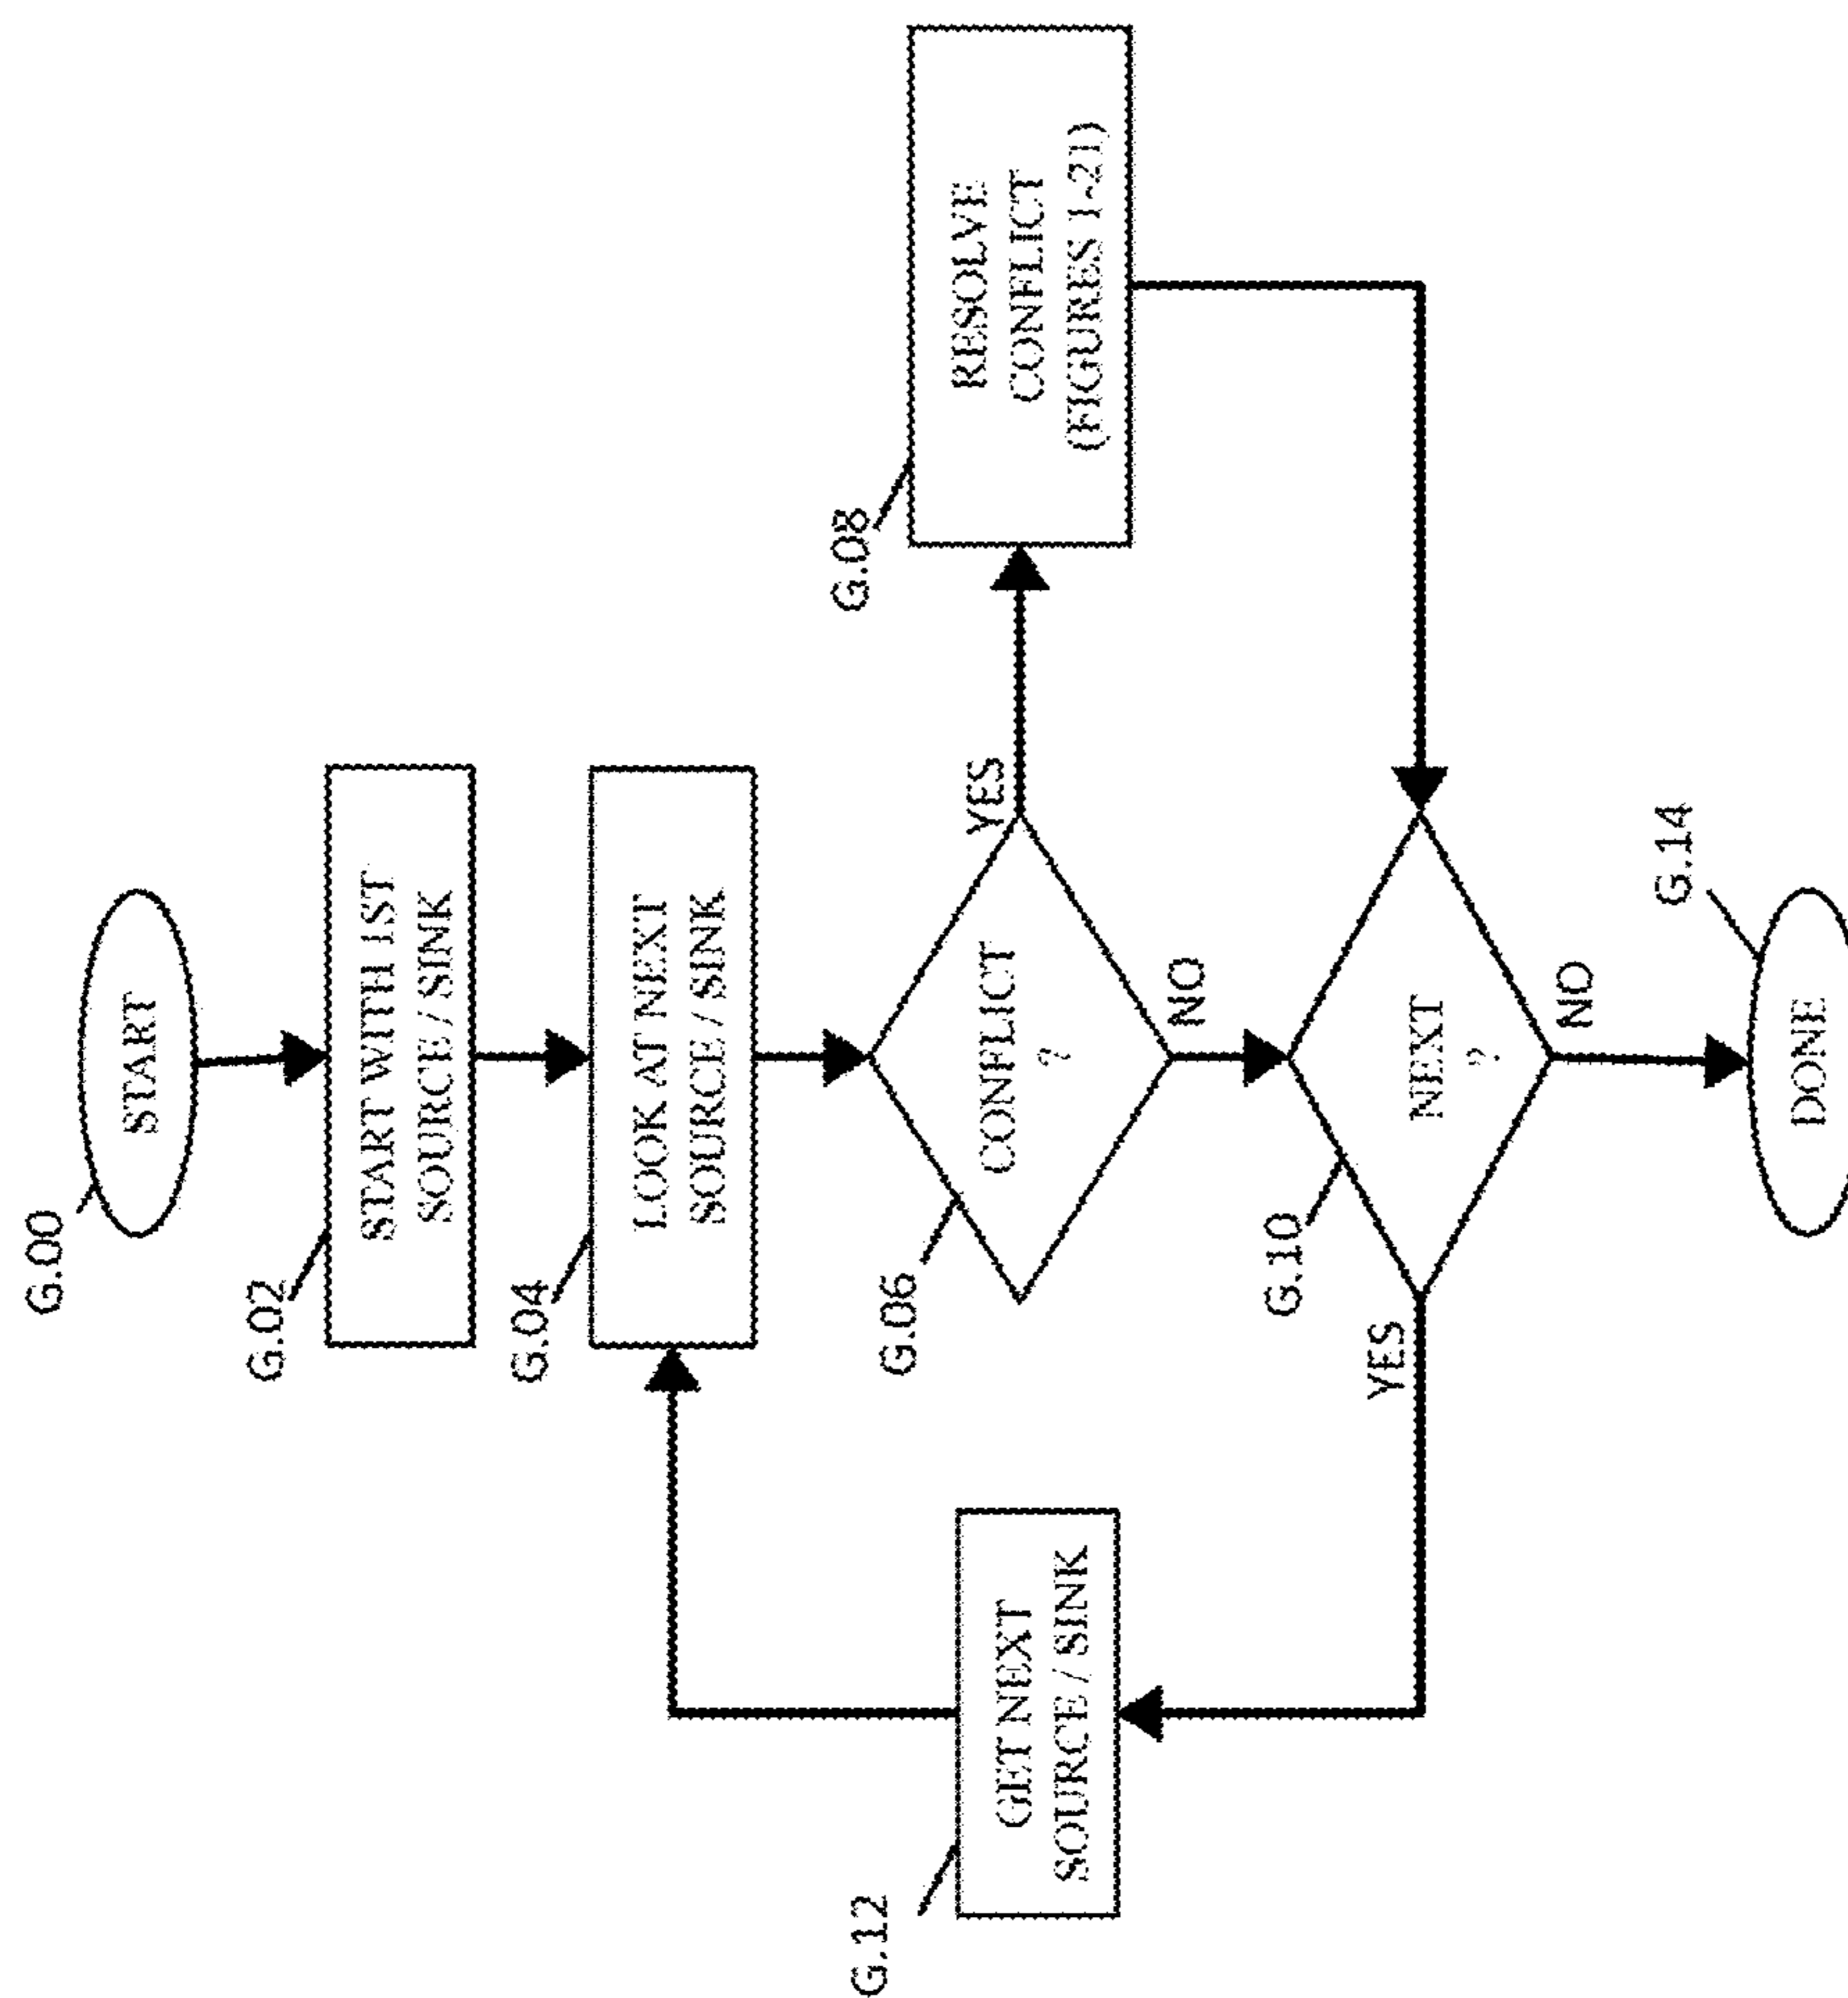 G.00
START
G.02
START WITH 1ST
SOURCE / SINK
G.04
LOOK AT NEXT
SOURCE / SINK
G.06
CONFLICT
?
YES
NO
G.08
RESOLVE
CONFLICT
(FIGURES 1-21)
G.10
NEXT
?
YES
NO
G.12
GET NEXT
SOURCE / SINK
G.14
DONE